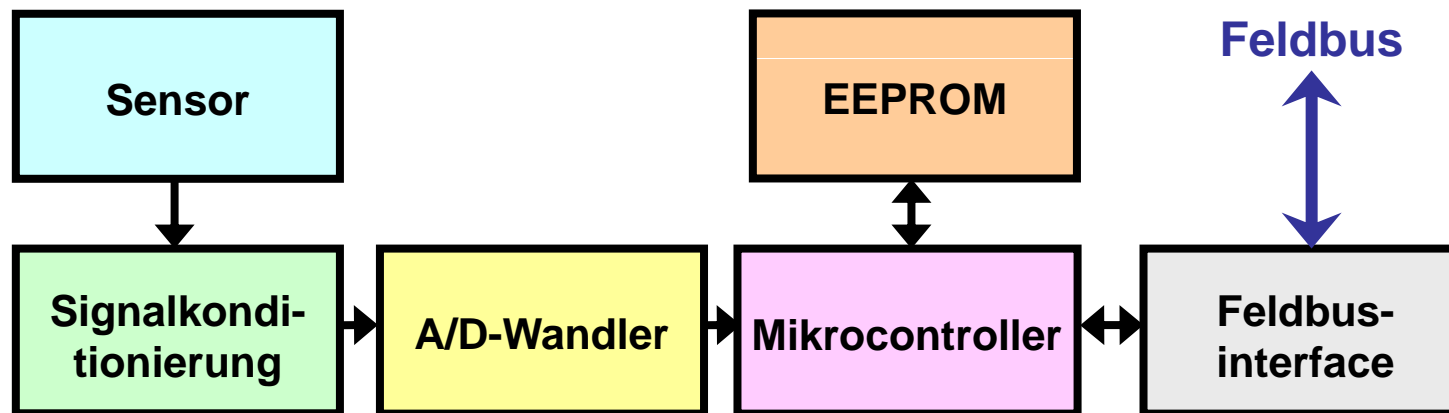 Sensor
EEPROM
Feldbus
Signalkondi-
tionierung
A/D-Wandler
Mikrocontroller
Feldbus-
interface